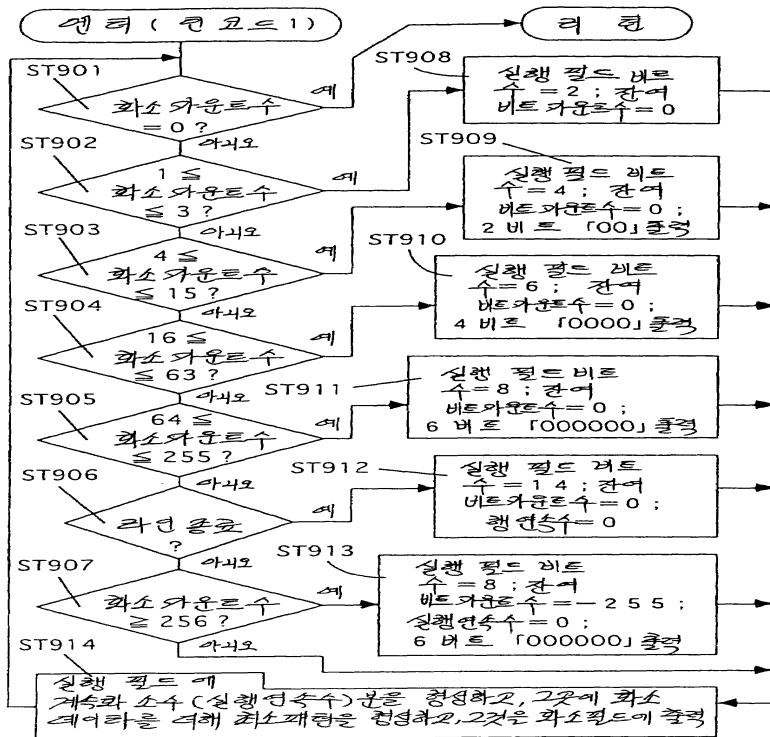 엔터 ( 런코드 1 )
리 턴
ST901
화소카운트수
= 0 ?
예
아니오
ST902
1 ≦
화소카운트수
≦ 3 ?
예
아니오
ST903
4 ≦
화소카운트수
≦ 15 ?
예
아니오
ST904
16 ≦
화소카운트수
≦ 63 ?
예
아니오
ST905
64 ≦
화소카운트수
≦ 255 ?
예
아니오
ST906
라인 종료
?
예
아니오
ST907
화소카운트수
≧ 256 ?
예
아니오
ST908
실행 필드 비트
수 = 2 ; 잔여
비트카운트수 = 0
ST909
실행 필드 비트
수 = 4 ; 잔여
비트카운트수 = 0 ;
2 비트 「00」출력
ST910
실행 필드 비트
수 = 6 ; 잔여
비트카운트수 = 0 ;
4 비트 「0000」출력
ST911
실행 필드 비트
수 = 8 ; 잔여
비트카운트수 = 0 ;
6 비트 「000000」출력
ST912
실행 필드 비트
수 = 1 4 ; 잔여
비트카운트수 = 0 ;
행연속수 = 0
ST913
실행 필드 비트
수 = 8 ; 잔여
비트카운트수 = - 2 5 5 ;
실행연속수 = 0 ;
6 비트 「000000」출력
ST914
실행 필드에
계속화 소수 (실행연속수) 분을 형성하고, 그곳에 화소
데이타를 더해 최소패턴을 형성하고, 그것은 화소필드에 출력